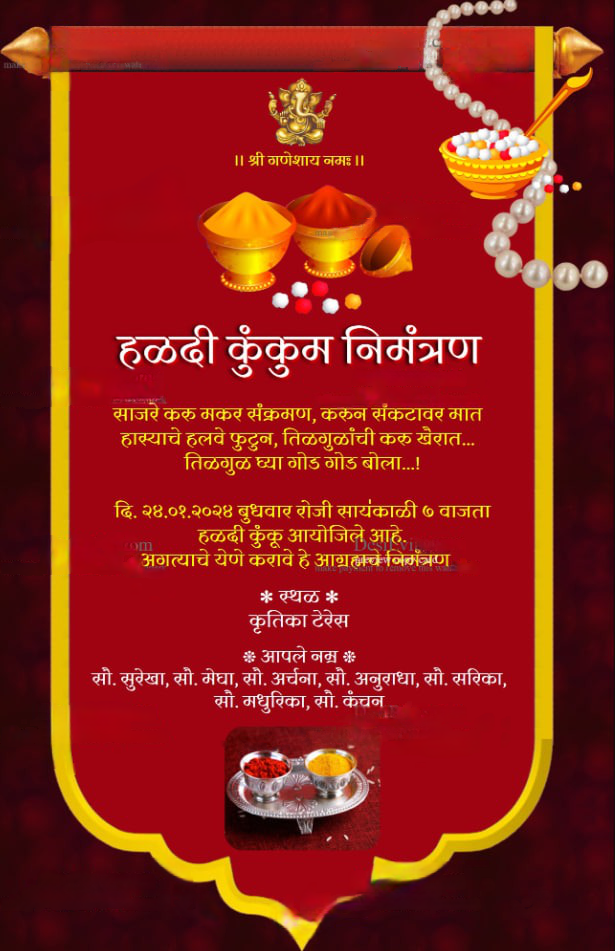 ।। श्री गणेशाय नमः ।।
हळदी कुंकुम निमंत्रण
साजरे करु मकर संक्रमण, करुन संकटावर मात
हास्याचे हलवे फुटुन, तिळगुळांची करु खैरात...
तिळगुळ घ्या गोड गोड बोला...!
दि. २४.०१.२०२४ बुधवार रोजी सायंकाळी ७ वाजता
हळदी कुंकू आयोजिले आहे.
अगत्याचे येणे करावे हे आग्रहाचे निमंत्रण
✻ स्थळ ✻
कृतिका टेरेस
❇ आपले नम्र ❇
सौ. सुरेखा, सौ. मेघा, सौ. अर्चना, सौ. अनुराधा, सौ. सरिका,
सौ. मधुरिका, सौ. कंचन